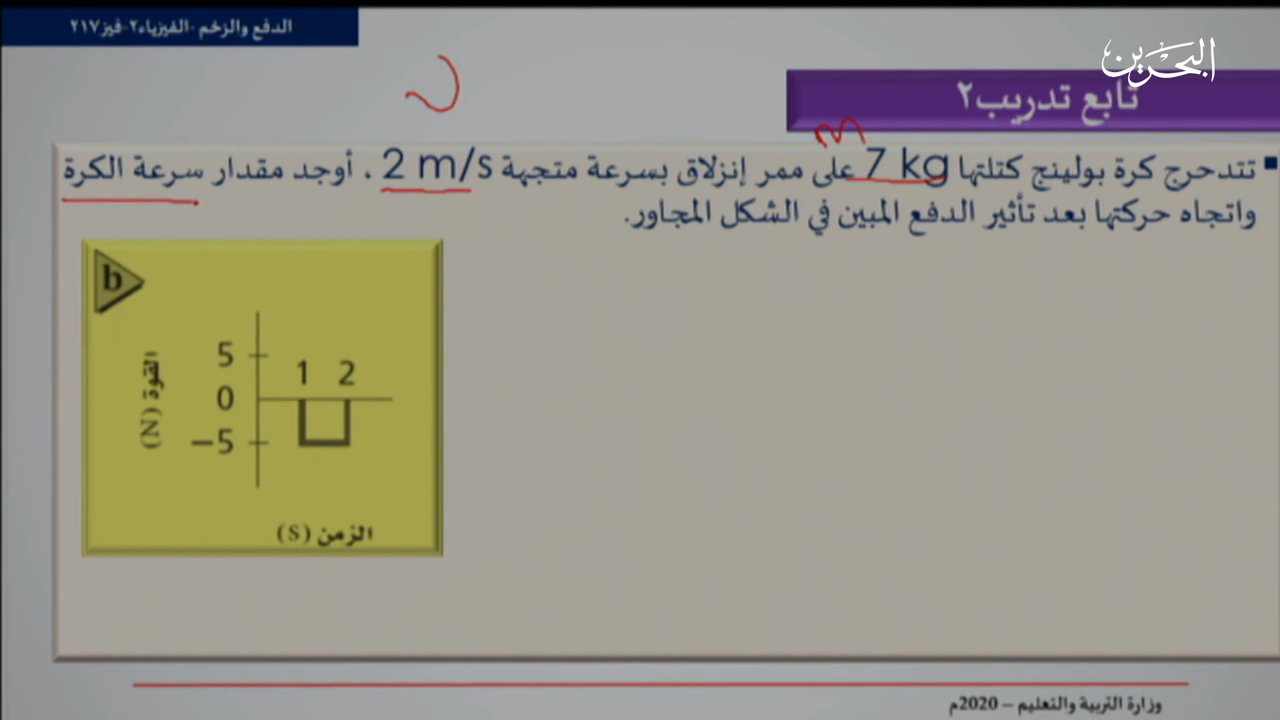 الدفع والزخم -الفيزياء٢-فيز٢١٧
البحرين
تابع تدريب٢
m
▪ تتدحرج كرة بولينج كتلتها 7 kg على ممر إنزلاق بسرعة متجهة 2 m/s ، أوجد مقدار سرعة الكرة
واتجاه حركتها بعد تأثير الدفع المبين في الشكل المجاور.
b
5
1 2
0
−5
القوة (N)
الزمن (S)
وزارة التربية والتعليم – 2020م